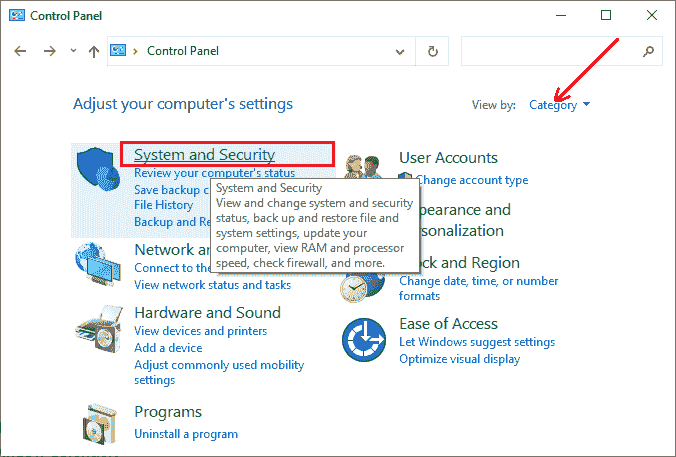 Control Panel
Control Panel
Adjust your computer's settings
View by: Category
System and Security
Review your computer's status
Save backup c
File History
Backup and Re
System and Security
View and change system and security
status, back up and restore file and
system settings, update your
computer, view RAM and processor
speed, check firewall, and more.
Network an
Connect to the
View network status and tasks
Hardware and Sound
View devices and printers
Add a device
Adjust commonly used mobility
settings
Programs
Uninstall a program
User Accounts
Change account type
ppearance and
ersonalization
ock and Region
Change date, time, or number
formats
Ease of Access
Let Windows suggest settings
Optimize visual display